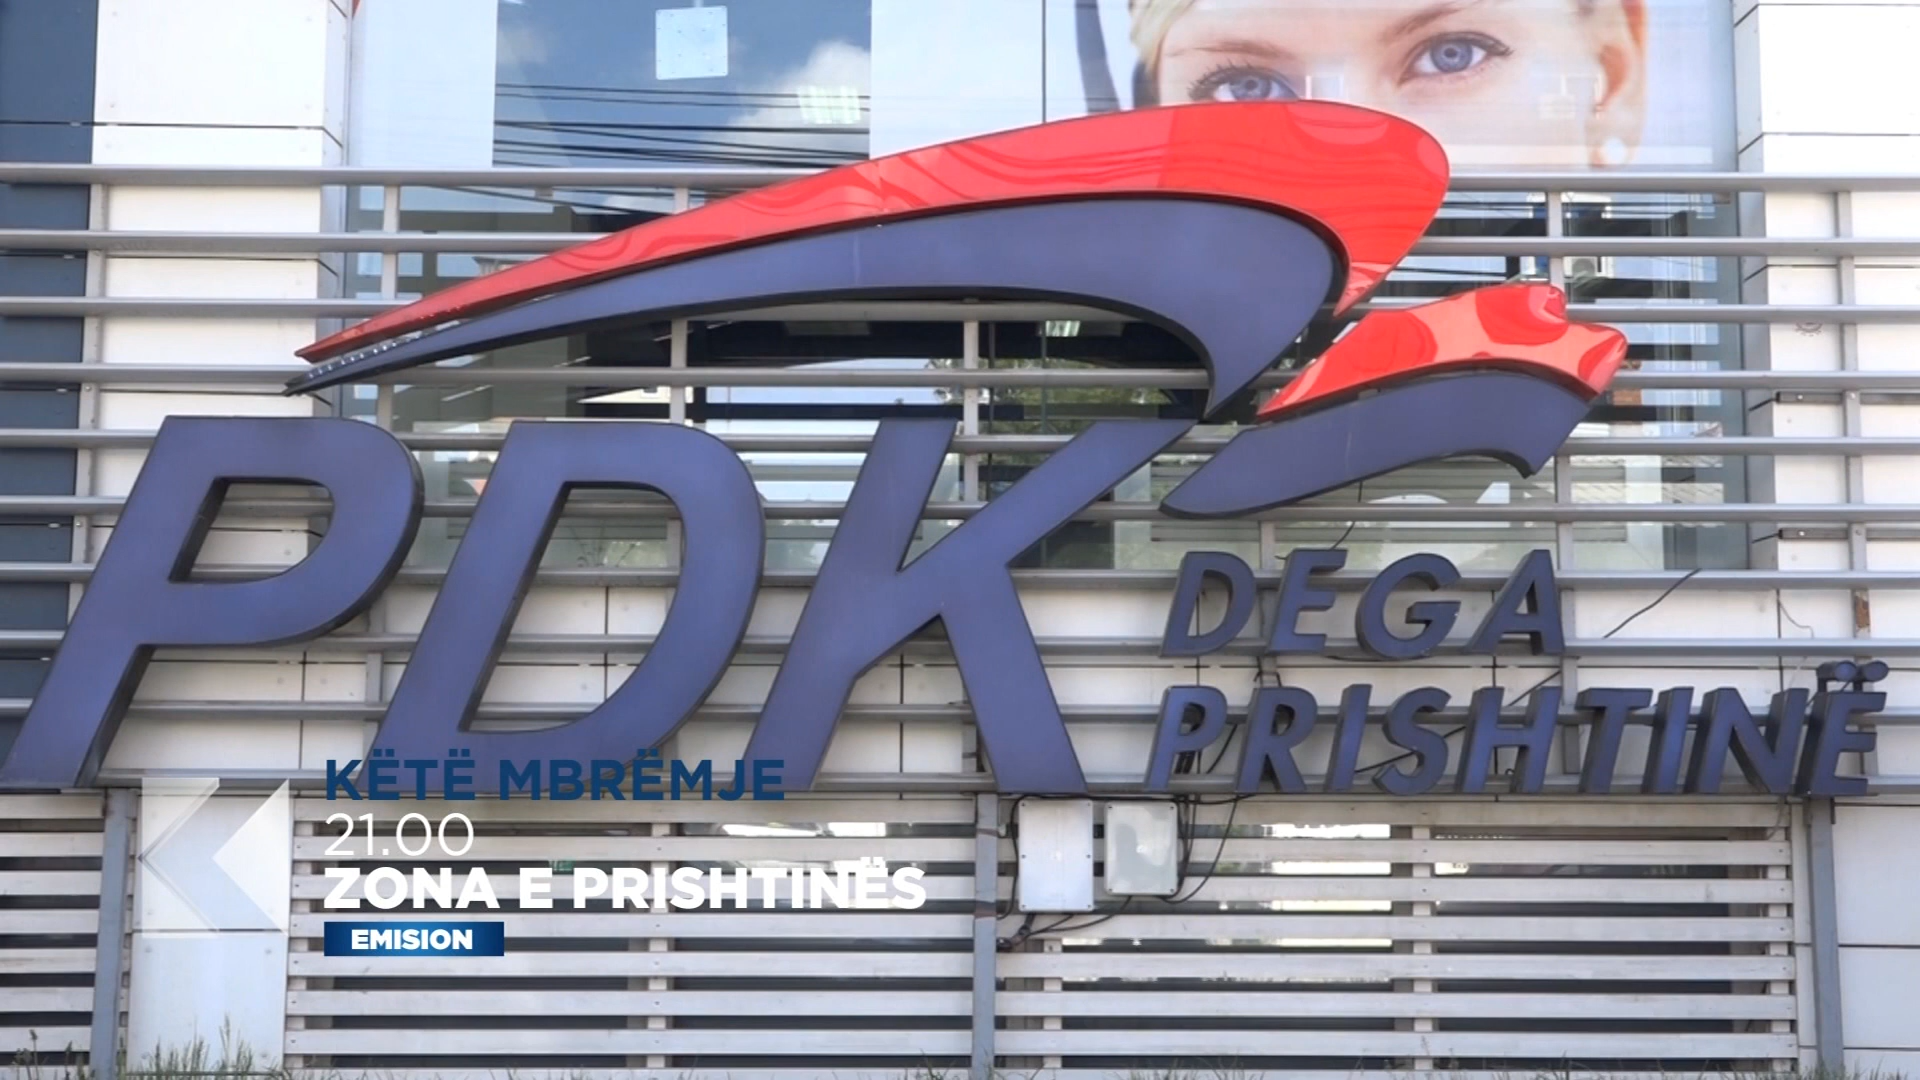 PDK
DEGA
PRISHTINË
KËTË MBRËMJE
21.00
ZONA E PRISHTINËS
EMISION